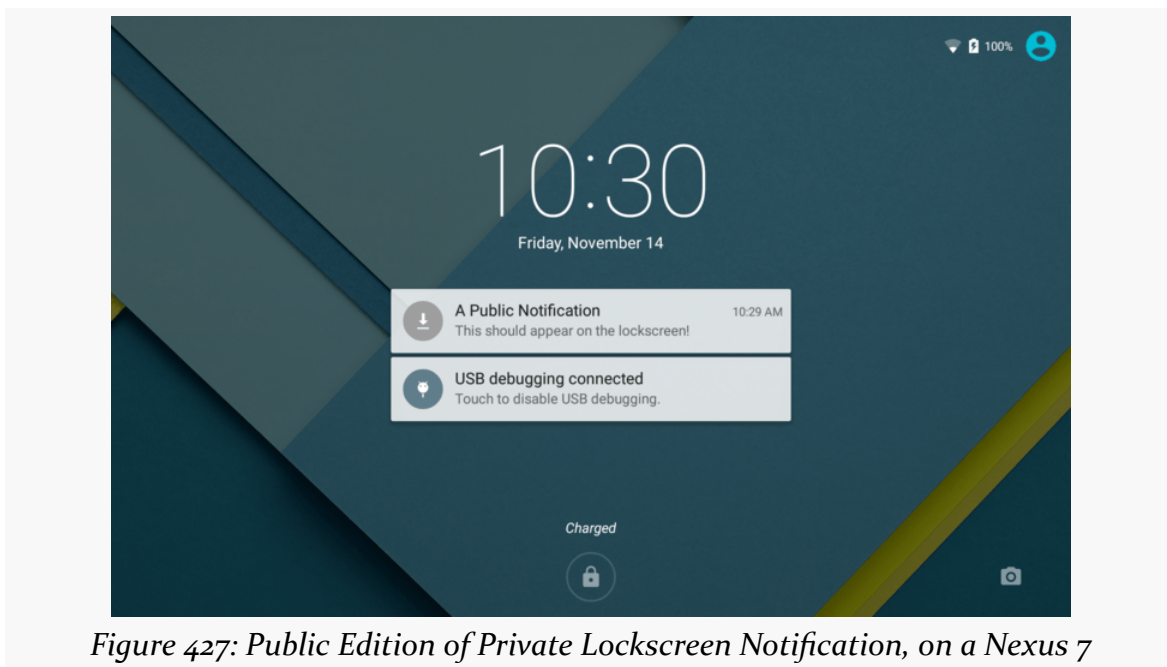 100%
10:30
Friday, November 14
A Public Notification 10:29 AM
This should appear on the lockscreen!
USB debugging connected
Touch to disable USB debugging.
Charged
Figure 427: Public Edition of Private Lockscreen Notification, on a Nexus 7